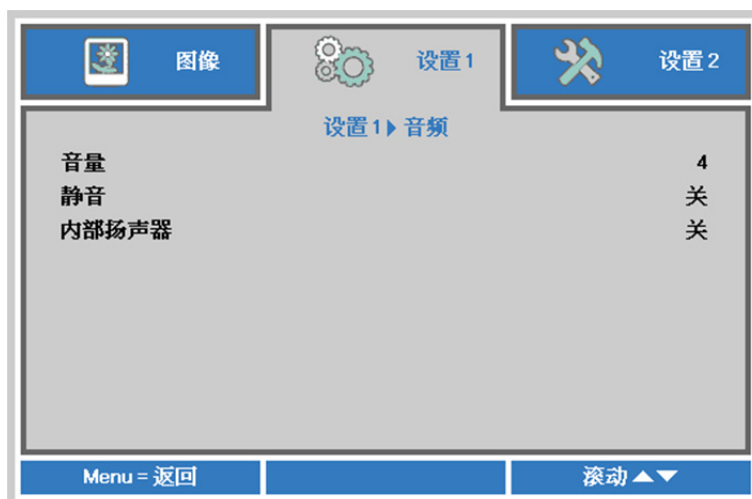 图像 设置 1 设置 2
设置 1 ▶ 音频
音量 4
静音 关
内部扬声器 关
Menu = 返回 滚动 ▲▼